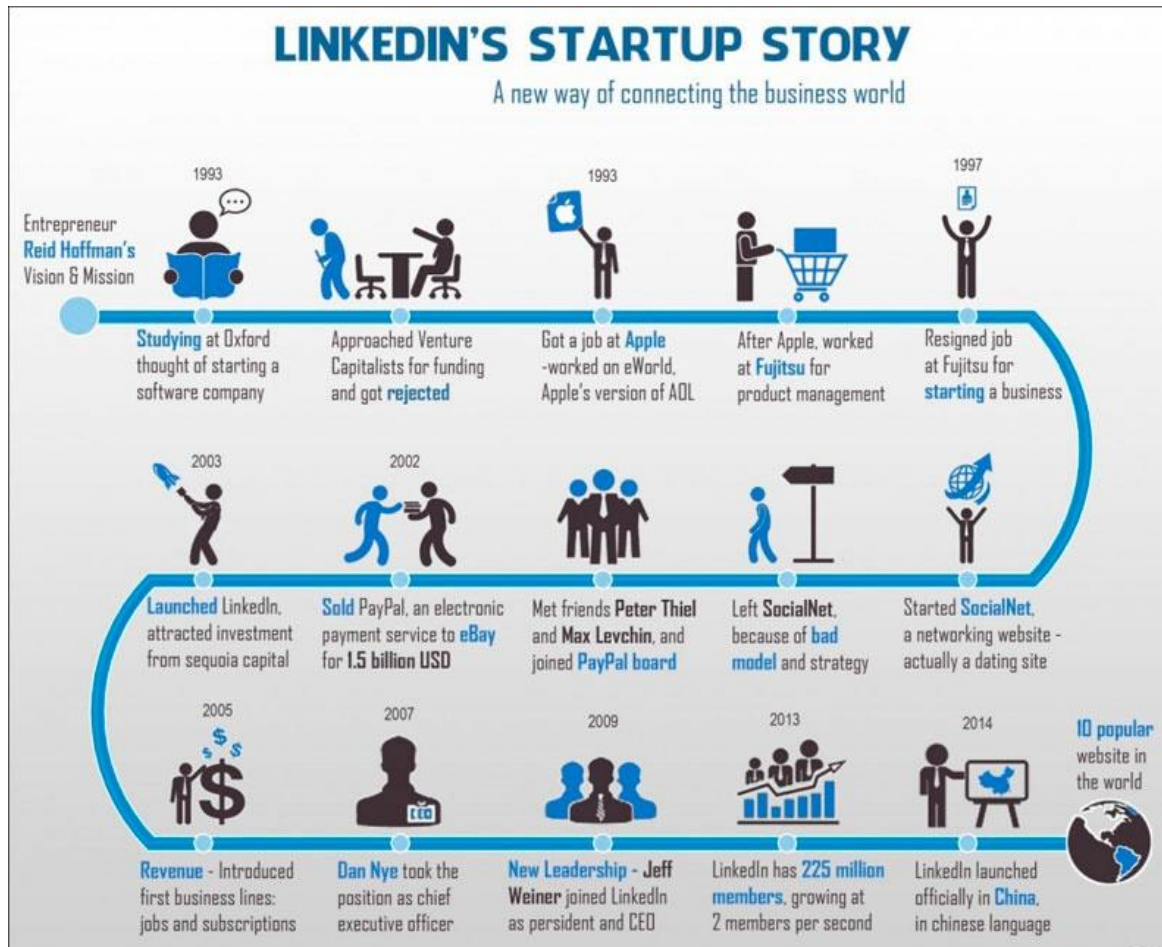 LINKEDIN'S STARTUP STORY
A new way of connecting the business world
Entrepreneur
Reid Hoffman's
Vision & Mission
1993
Studying at Oxford
thought of starting a
software company
Approached Venture
Capitalists for funding
and got rejected
1993
Got a job at Apple
-worked on eWorld,
Apple's version of AOL
After Apple, worked
at Fujitsu for
product management
1997
Resigned job
at Fujitsu for
starting a business
Started SocialNet,
a networking website -
actually a dating site
Left SocialNet,
because of bad
model and strategy
Met friends Peter Thiel
and Max Levchin, and
joined PayPal board
2002
Sold PayPal, an electronic
payment service to eBay
for 1.5 billion USD
2003
Launched LinkedIn,
attracted investment
from sequoia capital
2005
Revenue - Introduced
first business lines:
jobs and subscriptions
2007
CEO
Dan Nye took the
position as chief
executive officer
2009
New Leadership - Jeff
Weiner joined LinkedIn
as persident and CEO
2013
LinkedIn has 225 million
members, growing at
2 members per second
2014
LinkedIn launched
officially in China,
in chinese language
10 popular
website in
the world